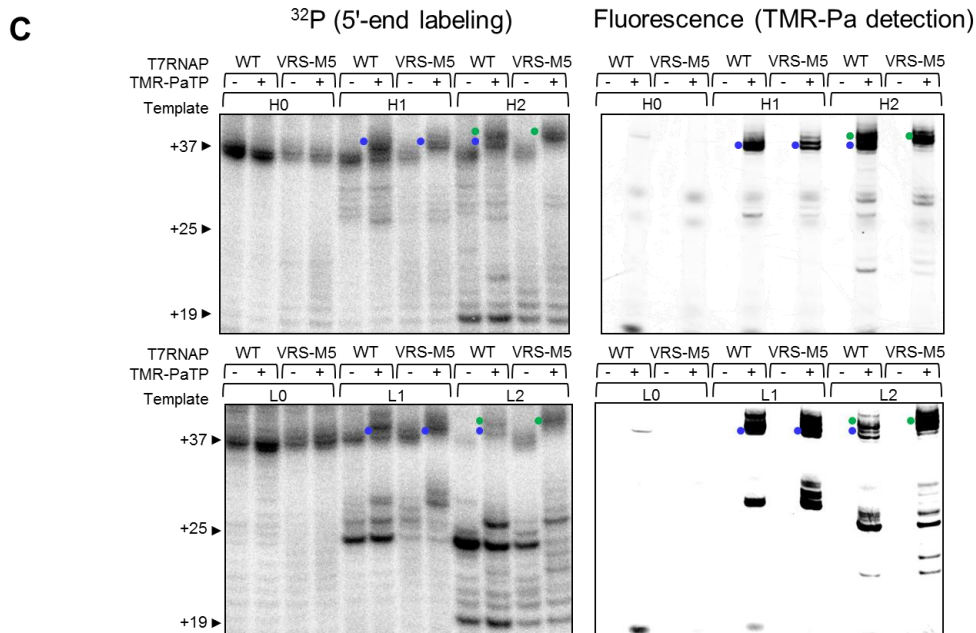 C
³²P (5'-end labeling)
Fluorescence (TMR-Pa detection)
T7RNAP WT VRS-M5 WT VRS-M5 WT VRS-M5 WT VRS-M5 WT VRS-M5 WT VRS-M5
TMR-PaTP - + - + - + - + - + - + - + - + - + - + - + - +
Template H0 H1 H2 H0 H1 H2
+37
+25
+19
T7RNAP WT VRS-M5 WT VRS-M5 WT VRS-M5 WT VRS-M5 WT VRS-M5 WT VRS-M5
TMR-PaTP - + - + - + - + - + - + - + - + - + - + - + - +
Template L0 L1 L2 L0 L1 L2
+37
+25
+19